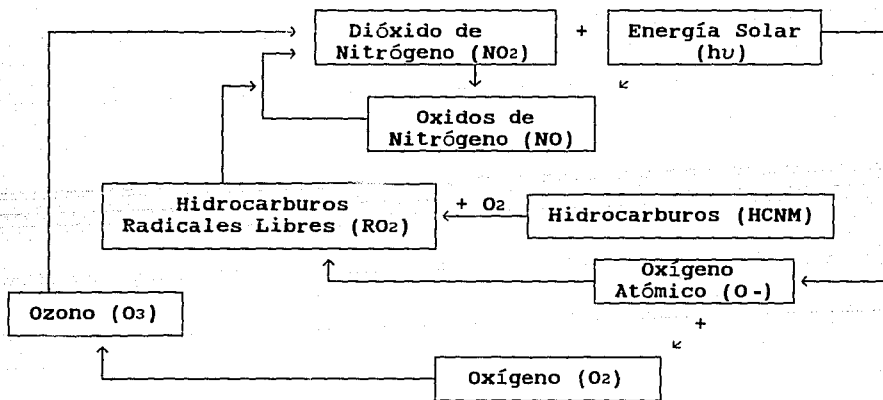 Dióxido de
Nitrógeno (NO2)
+
Energía Solar
(hυ)
Oxidos de
Nitrógeno (NO)
Hidrocarburos
Radicales Libres (RO2)
+ O2
Hidrocarburos (HCNM)
Oxígeno
Atómico (O-)
Ozono (O3)
+
Oxígeno (O2)